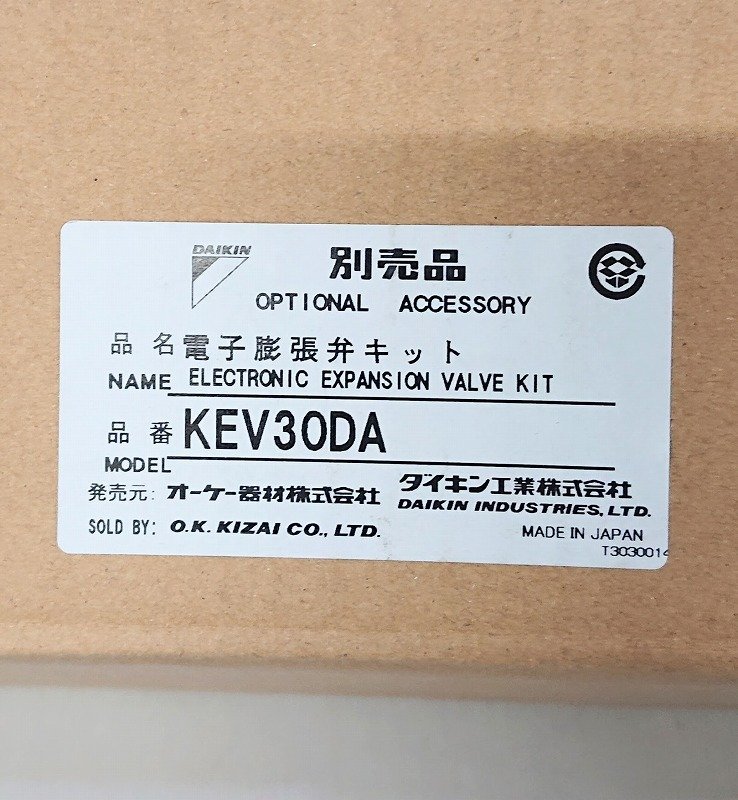 DAIKIN 別売品
OPTIONAL ACCESSORY
品名 電子膨張弁キット
NAME ELECTRONIC EXPANSION VALVE KIT
品番 KEV30DA
MODEL
発売元: オーケー器材株式会社 ダイキン工業株式会社
DAIKIN INDUSTRIES, LTD.
SOLD BY: O.K. KIZAI CO., LTD.
MADE IN JAPAN
T3030014